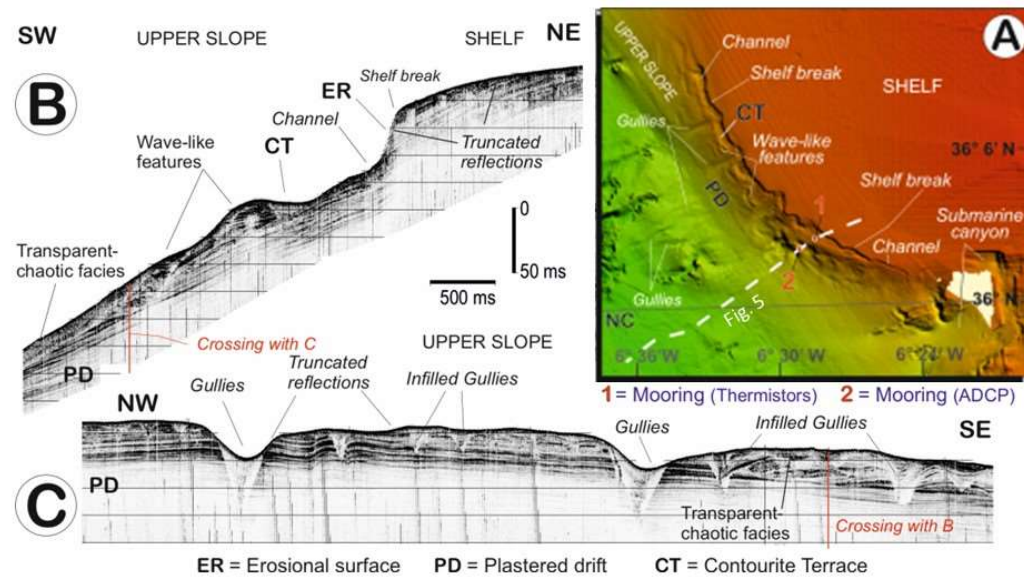 SW
UPPER SLOPE
SHELF
NE
B
Shelf break
ER
Channel
Wave-like
features
CT
Truncated
reflections
0
50 ms
500 ms
Transparent-
chaotic facies
Crossing with C
PD
A
UPPER SLOPE
Channel
Shelf break
SHELF
CT
Gullies
Wave-like
features
36° 6' N
PD
1
Shelf break
Submarine
canyon
Channel
2
Gullies
36° N
NC
Fig. 5
6° 36' W
6° 30' W
6° 24' W
1 = Mooring (Thermistors) 2 = Mooring (ADCP)
UPPER SLOPE
NW
Gullies
Truncated
reflections
Infilled Gullies
Gullies
Infilled Gullies
SE
PD
C
Transparent-
chaotic facies
Crossing with B
ER = Erosional surface PD = Plastered drift CT = Contourite Terrace